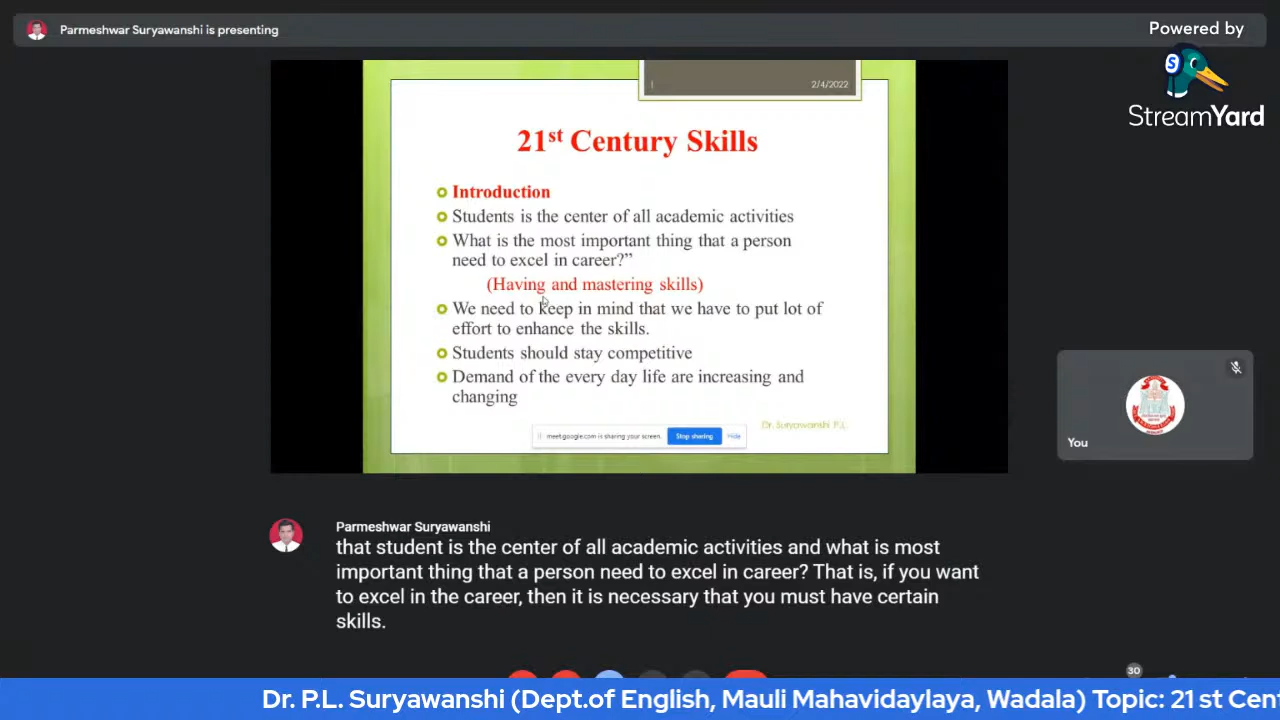 Parmeshwar Suryawanshi is presenting
Powered by
S
StreamYard
2/4/2022
21st Century Skills
Introduction
Students is the center of all academic activities
What is the most important thing that a person
need to excel in career?”
(Having and mastering skills)
We need to keep in mind that we have to put lot of
effort to enhance the skills.
Students should stay competitive
Demand of the every day life are increasing and
changing
Dr. Suryawanshi P.L.
meet.google.com is sharing your screen.
Stop sharing
Hide
You
Parmeshwar Suryawanshi
that student is the center of all academic activities and what is most
important thing that a person need to excel in career? That is, if you want
to excel in the career, then it is necessary that you must have certain
skills.
30
Dr. P.L. Suryawanshi (Dept.of English, Mauli Mahavidaylaya, Wadala) Topic: 21 st Cent